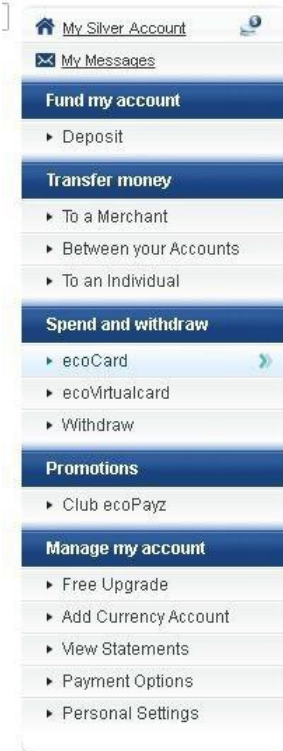 My Silver Account
My Messages
Fund my account
Deposit
Transfer money
To a Merchant
Between your Accounts
To an Individual
Spend and withdraw
ecoCard
ecoVirtualcard
Withdraw
Promotions
Club ecoPayz
Manage my account
Free Upgrade
Add Currency Account
View Statements
Payment Options
Personal Settings